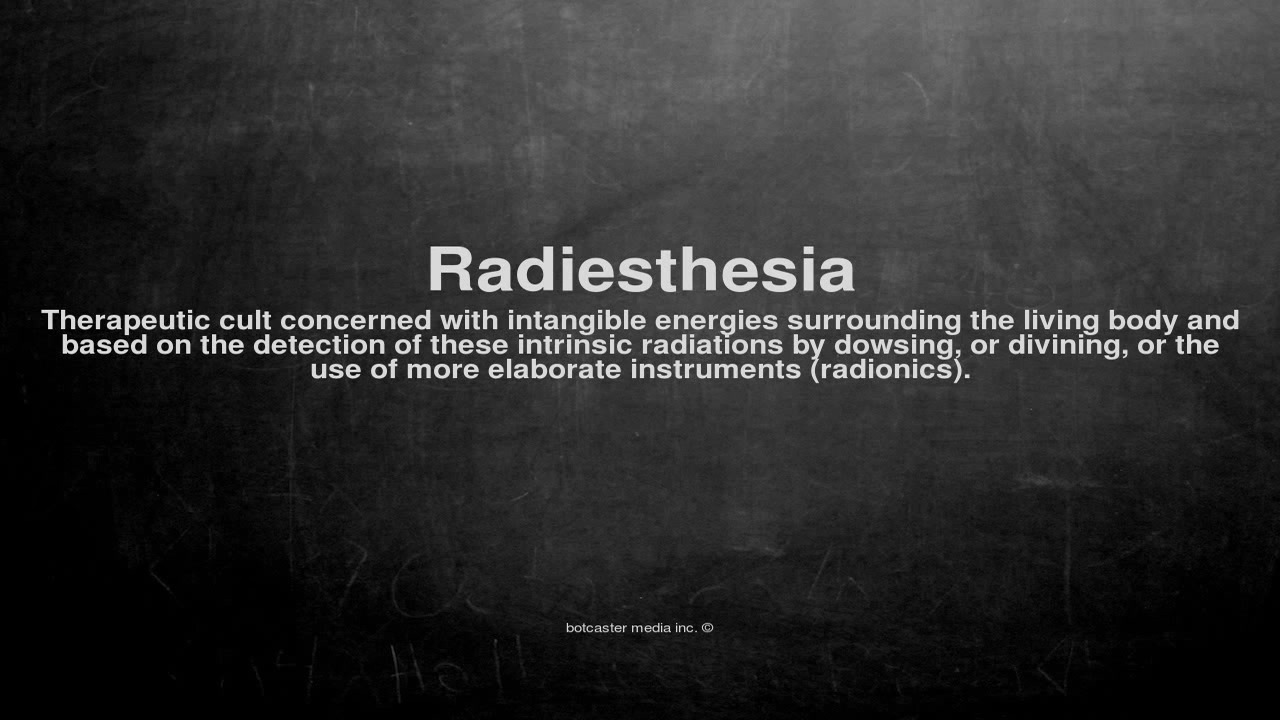 Radiesthesia
Therapeutic cult concerned with intangible energies surrounding the living body and
based on the detection of these intrinsic radiations by dowsing, or divining, or the
use of more elaborate instruments (radionics).
botcaster media inc. ©